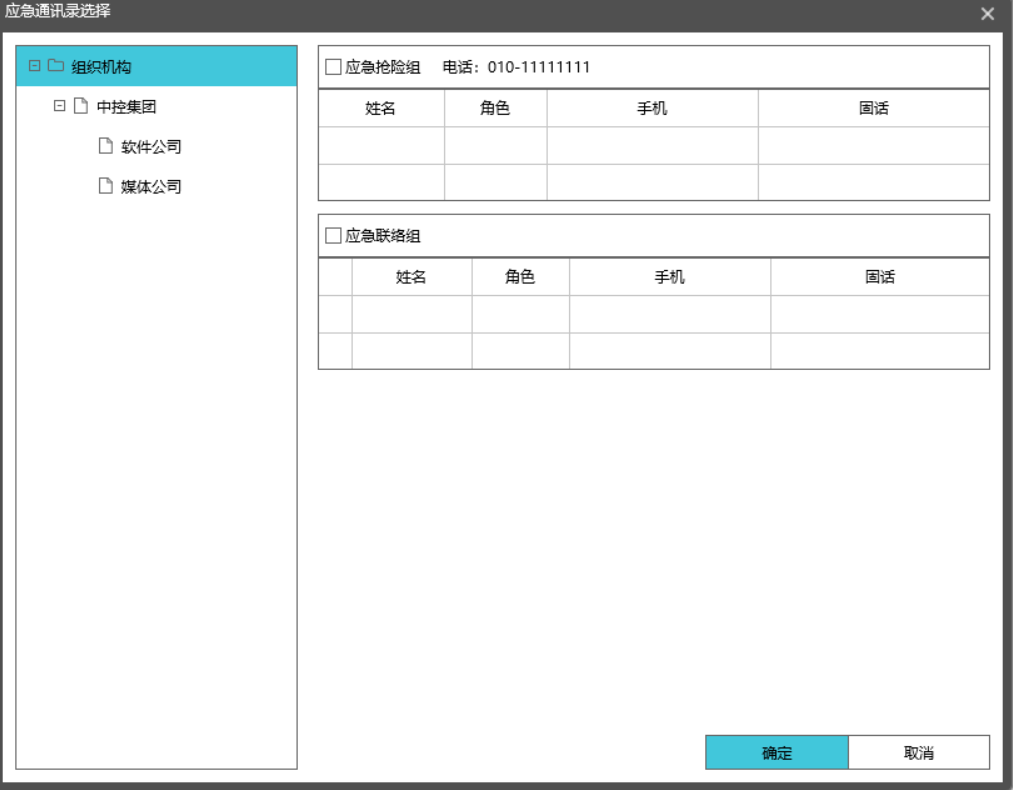 应急通讯录选择
组织机构
中控集团
软件公司
媒体公司
应急抢险组 电话：010-11111111
姓名 角色 手机 固话
应急联络组
姓名 角色 手机 固话
确定 取消